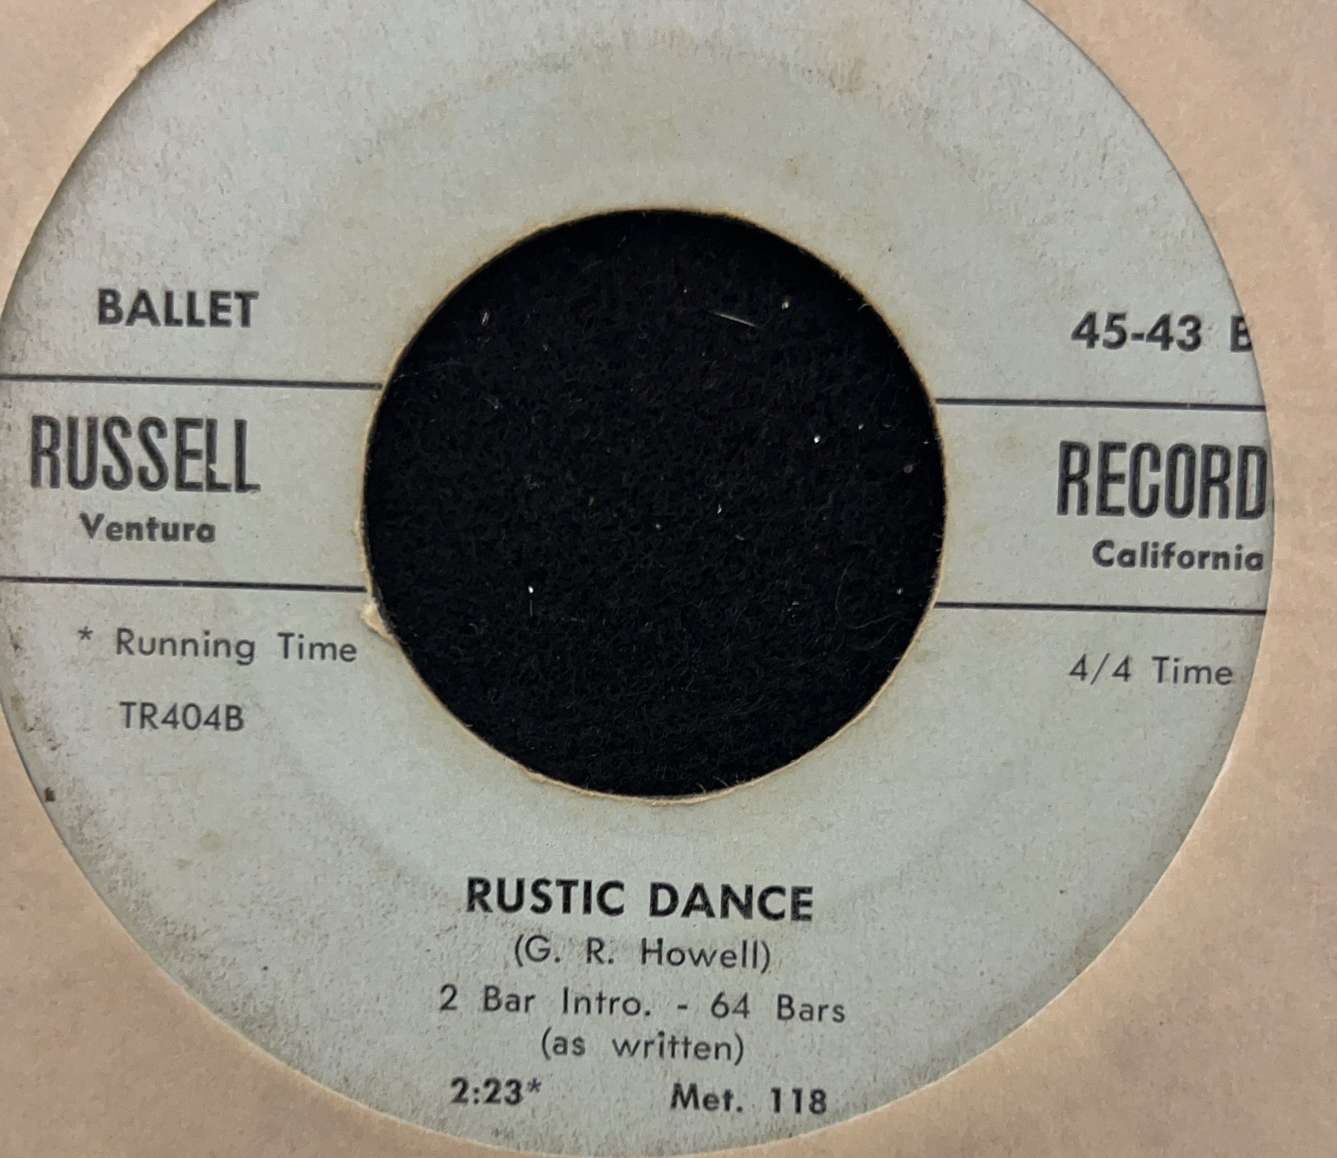 BALLET
45-43 B
RUSSELL RECORD
Ventura California
* Running Time
4/4 Time
TR404B
RUSTIC DANCE
(G. R. Howell)
2 Bar Intro. - 64 Bars
(as written)
2:23* Met. 118